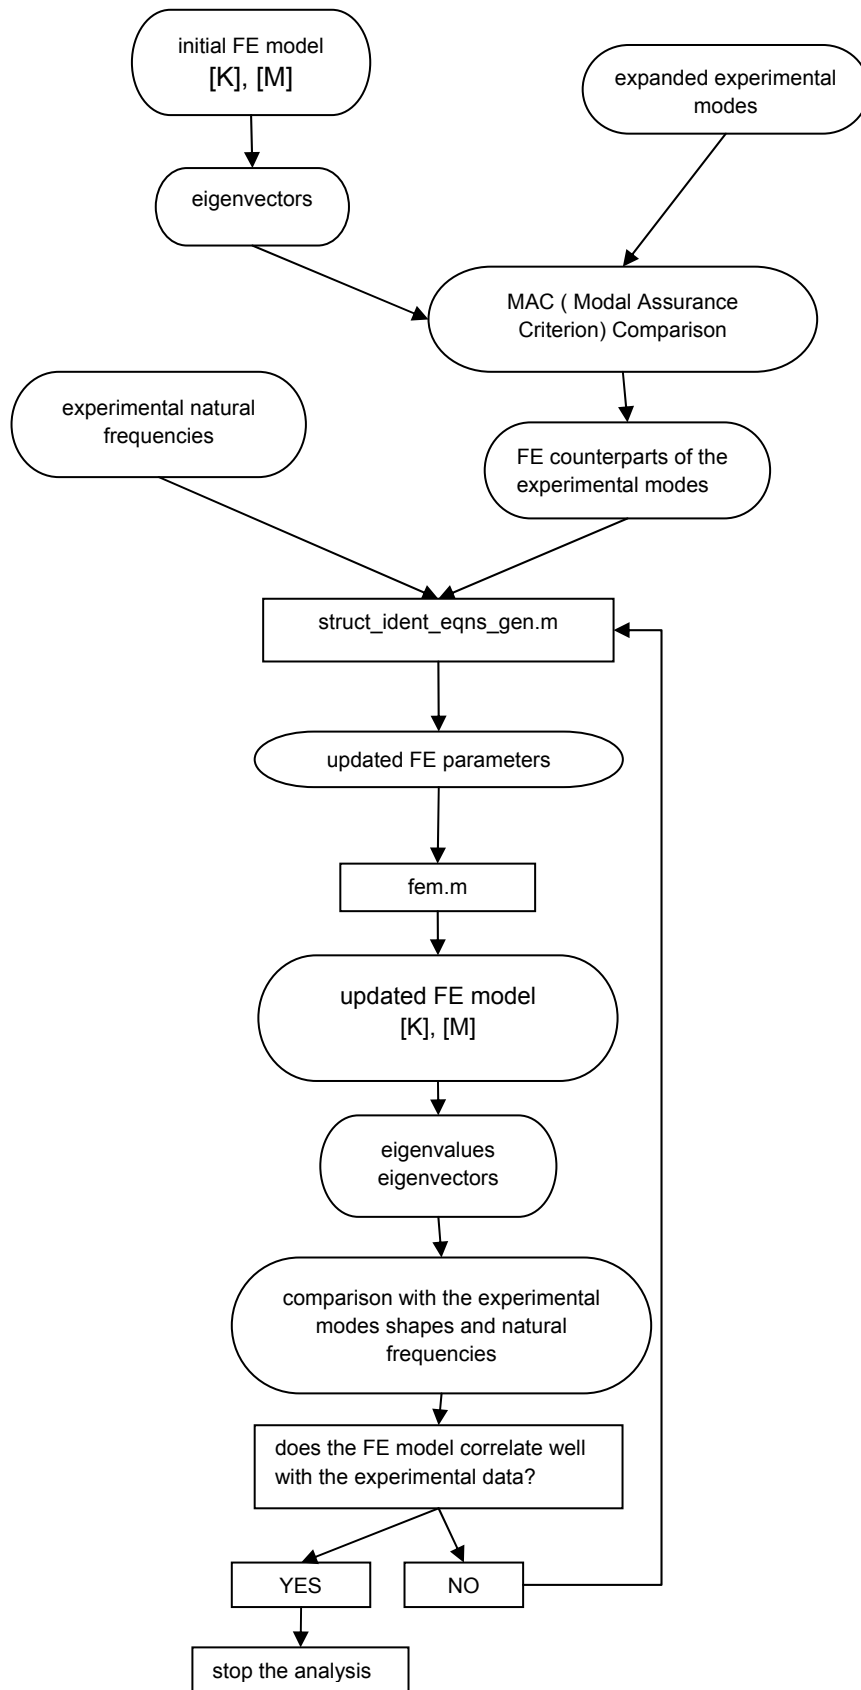 initial FE model
[K], [M]
expanded experimental
modes
eigenvectors
MAC ( Modal Assurance
Criterion) Comparison
experimental natural
frequencies
FE counterparts of the
experimental modes
struct_ident_eqns_gen.m
updated FE parameters
fem.m
updated FE model
[K], [M]
eigenvalues
eigenvectors
comparison with the experimental
modes shapes and natural
frequencies
does the FE model correlate well
with the experimental data?
YES
NO
stop the analysis